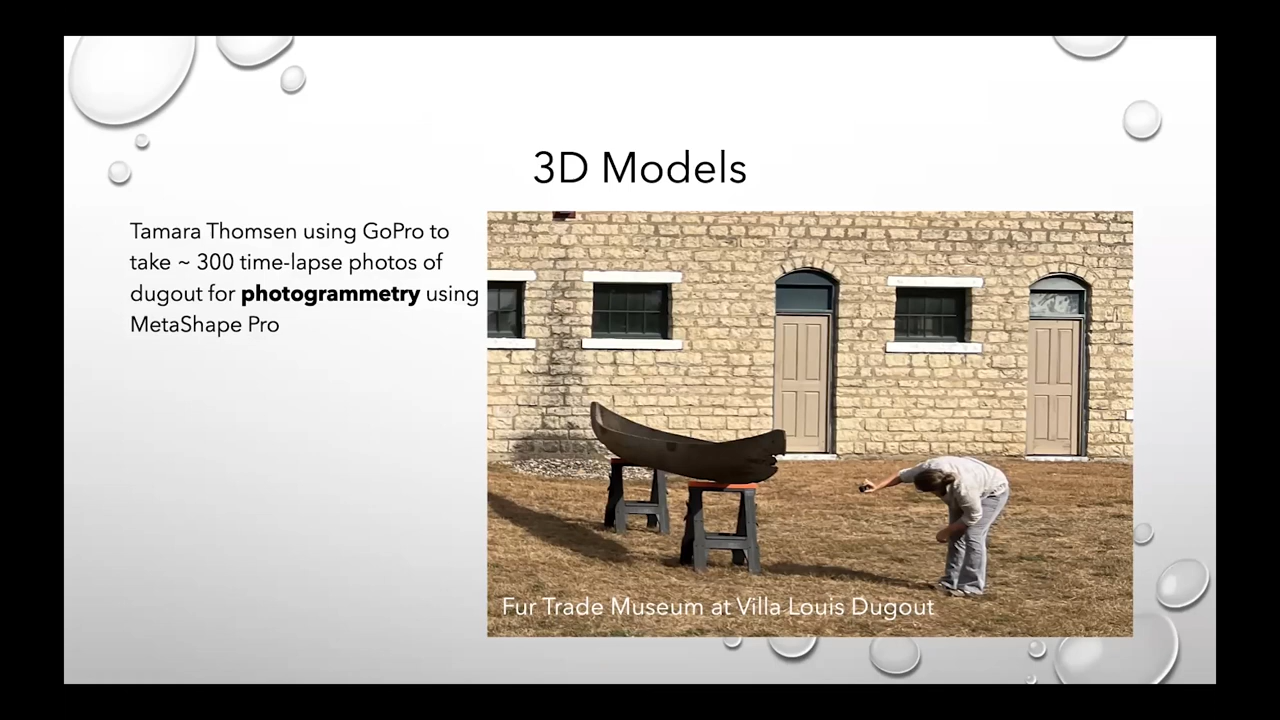 3D Models
Tamara Thomsen using GoPro to
take ~ 300 time-lapse photos of
dugout for photogrammetry using
MetaShape Pro
Fur Trade Museum at Villa Louis Dugout